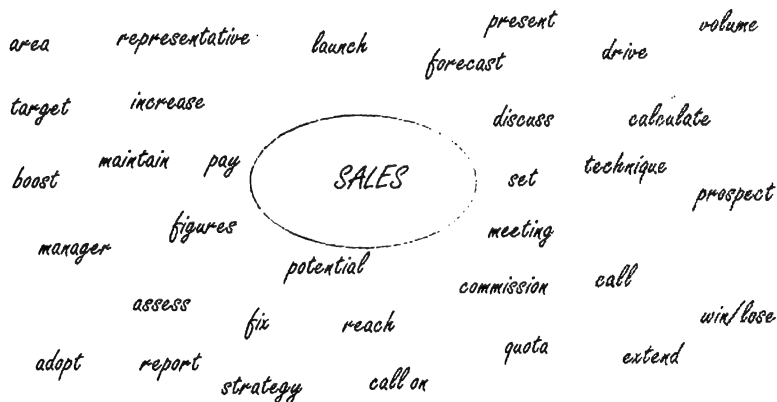 present
volume
area
representative
launch
forecast
drive
target
increase
discuss
calculate
boost
maintain
pay
SALES
set
technique
prospect
manager
figures
meeting
potential
commission
call
assess
fix
reach
win/lose
adopt
report
quota
extend
strategy
call on